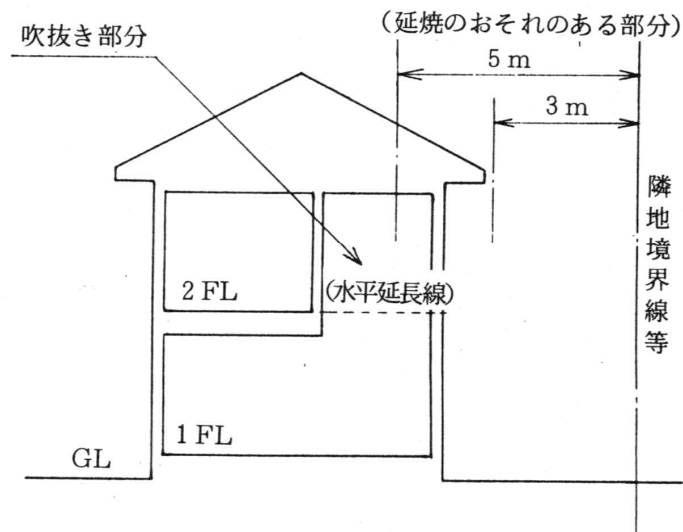 吹抜き部分
(延焼のおそれのある部分)
5 m
3 m
隣地境界線等
2 FL
(水平延長線)
1 FL
GL